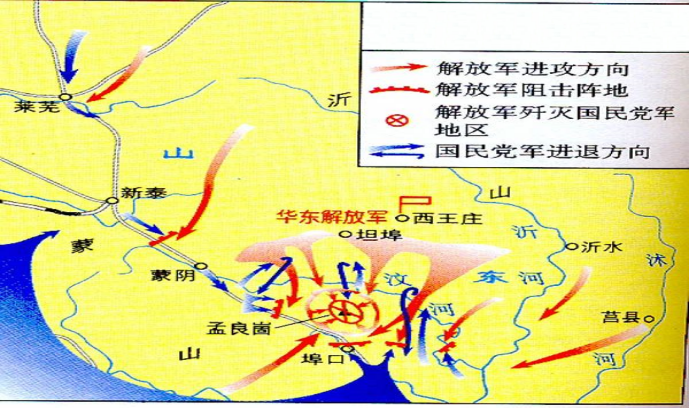 解放军进攻方向
解放军阻击阵地
解放军歼灭国民党军
地区
国民党军进退方向
莱芜
沂
山
山
新泰
华东解放军
西王庄
坦埠
沂
沂水
沭
蒙
蒙阴
汶
东
河
河
莒县
孟良崮
山
埠口
河